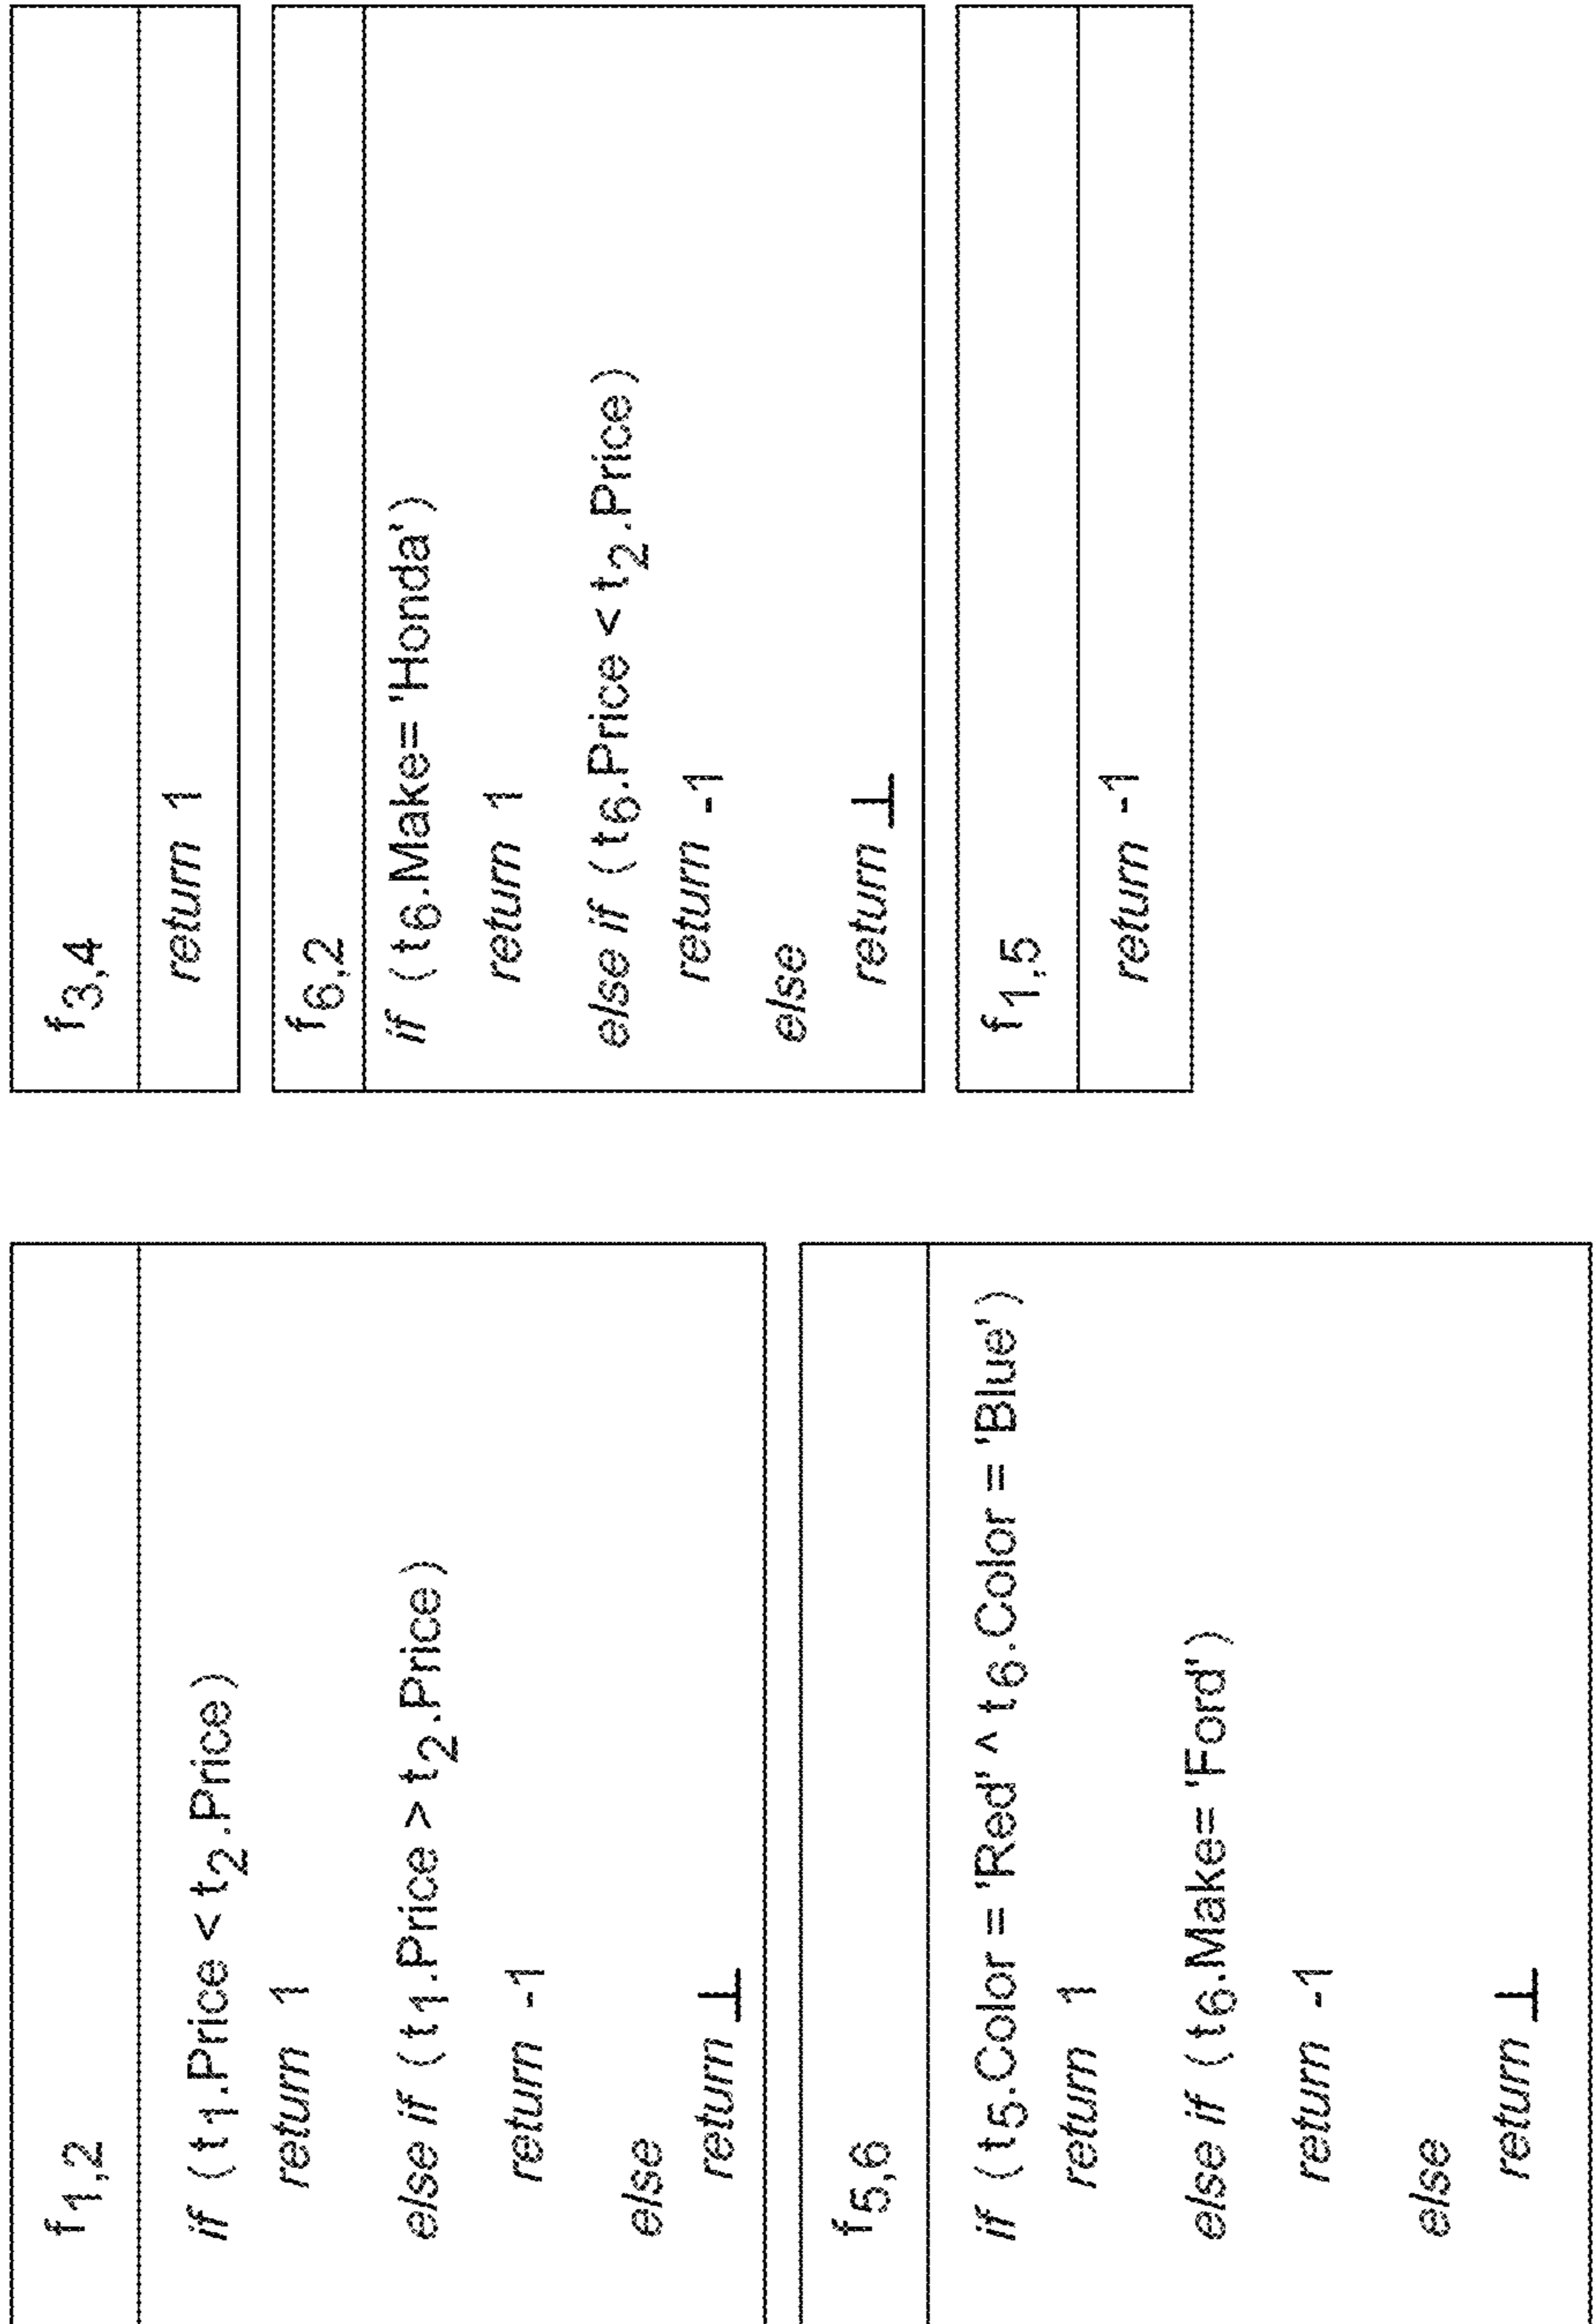 f1,2
if (t1.Price < t2.Price)
return 1
else if (t1.Price > t2.Price)
return -1
else
return ⊥
f5,6
if (t5.Color = 'Red' ^ t6.Color = 'Blue')
return 1
else if (t6.Make= 'Ford')
return -1
else
return ⊥
f3,4
return 1
f6,2
if (t6.Make= 'Honda')
return 1
else if (t6.Price < t2.Price)
return -1
else
return ⊥
f1,5
return -1